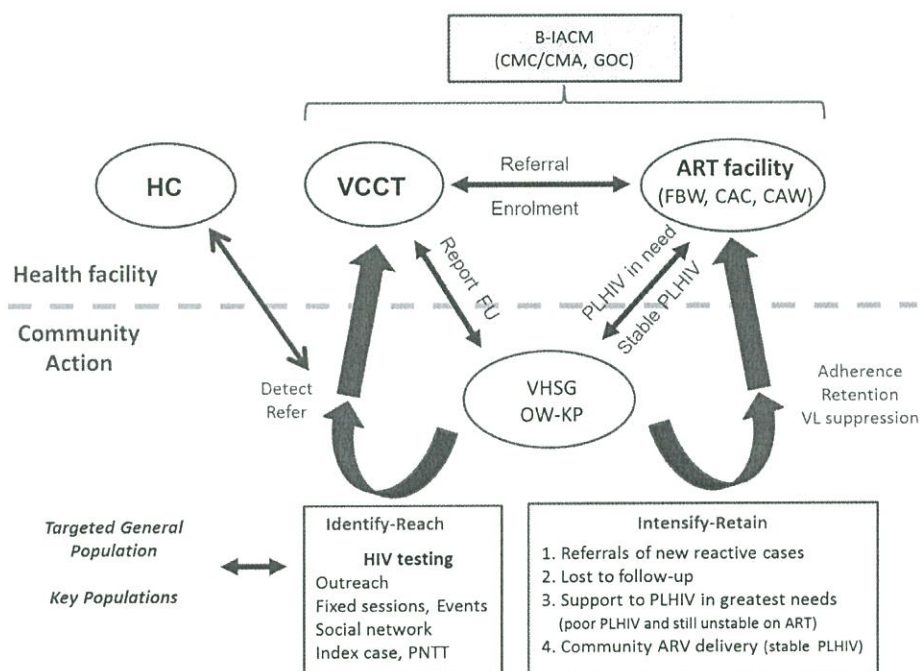 B-IACM
(CMC/CMA, GOC)
HC
VCCT
Referral
Enrolment
ART facility
(FBW, CAC, CAW)
Health facility
Report FU
PLHIV in need
Stable PLHIV
Community
Action
Detect
Refer
VHSG
OW-KP
Adherence
Retention
VL suppression
Targeted General
Population
Key Populations
Identify-Reach
HIV testing
Outreach
Fixed sessions, Events
Social network
Index case, PNTT
Intensify-Retain
1. Referrals of new reactive cases
2. Lost to follow-up
3. Support to PLHIV in greatest needs
(poor PLHIV and still unstable on ART)
4. Community ARV delivery (stable PLHIV)